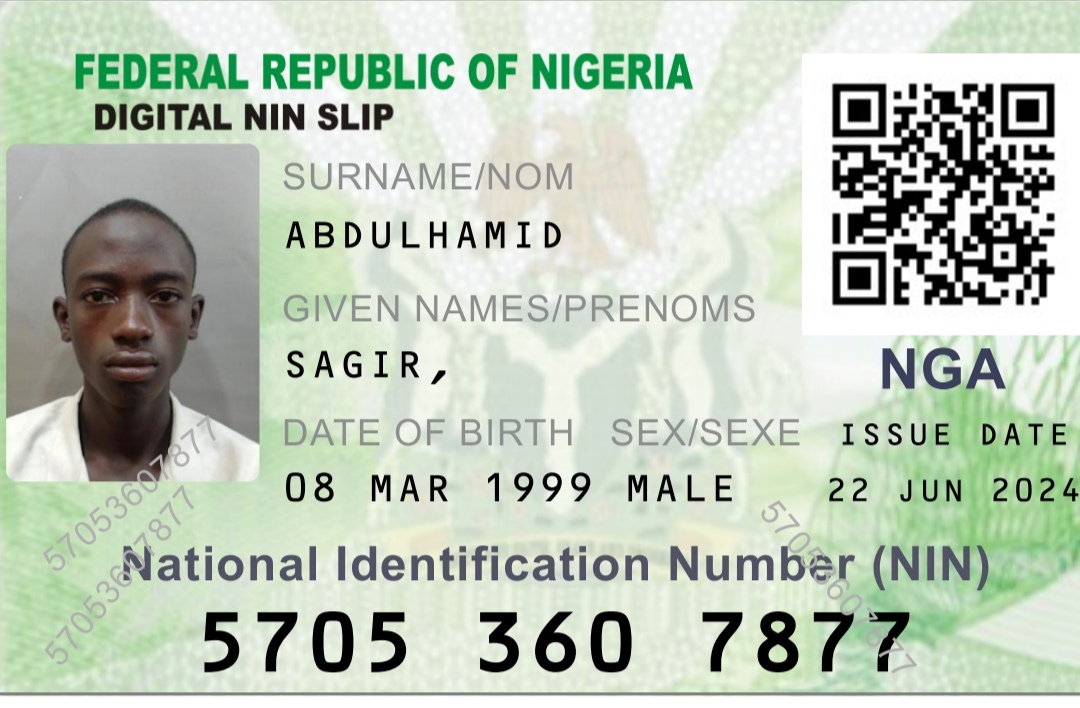 FEDERAL REPUBLIC OF NIGERIA
DIGITAL NIN SLIP
SURNAME/NOM
ABDULHAMID
GIVEN NAMES/PRENOMS
SAGIR,
DATE OF BIRTH SEX/SEXE
08 MAR 1999 MALE
NGA
ISSUE DATE
22 JUN 2024
57053607877
57053607877
57053607877
National Identification Number (NIN)
5705 360 7877